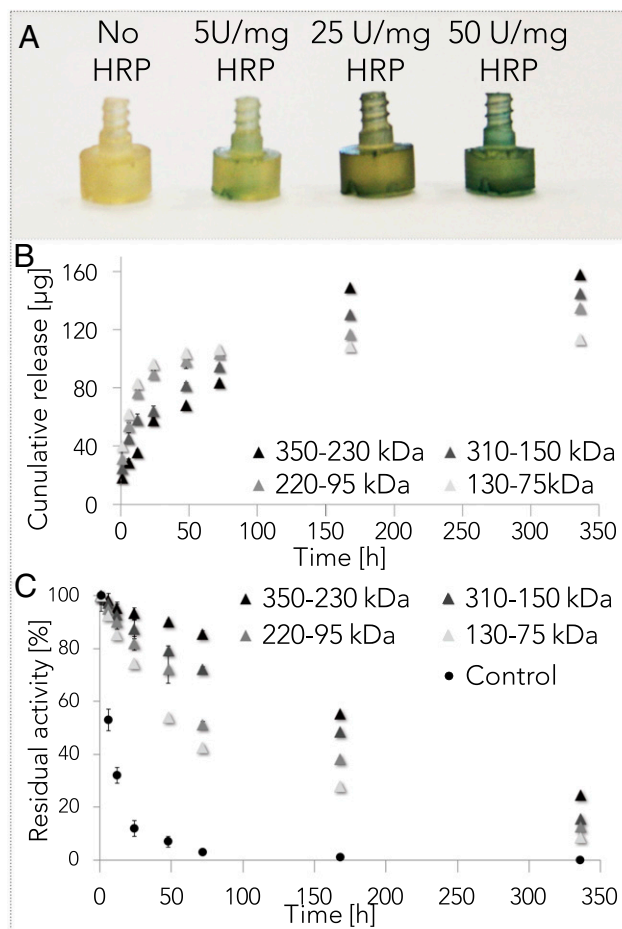 A
No HRP
5U/mg HRP
25 U/mg HRP
50 U/mg HRP
B
Cunulative release [µg]
160
120
80
40
0
350-230 kDa
310-150 kDa
220-95 kDa
130-75kDa
0 50 100 150 200 250 300 350
Time [h]
C
Residual activity [%]
100
80
60
40
20
0
350-230 kDa
310-150 kDa
220-95 kDa
130-75 kDa
Control
0 50 100 150 200 250 300 350
Time [h]